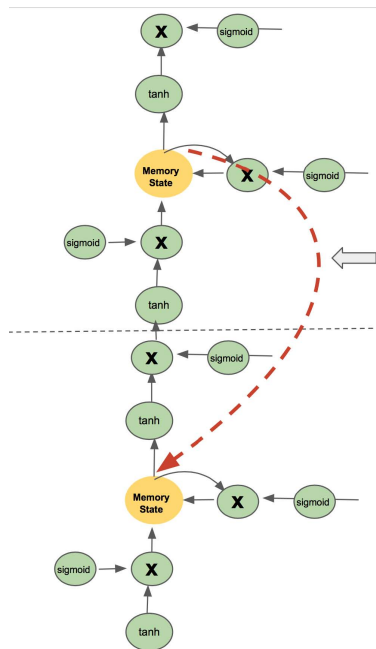 X
sigmoid
tanh
Memory
State
X
sigmoid
sigmoid
X
tanh
X
sigmoid
tanh
Memory
State
X
sigmoid
sigmoid
X
tanh